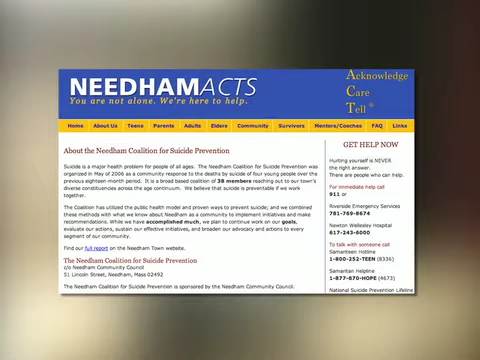 NEEDHAMACTS
You are not alone. We're here to help.
Acknowledge
Care
Tell ®
Home About Us Teens Parents Adults Elders Community Survivors Mentors/Coaches FAQ Links
About the Needham Coalition for Suicide Prevention
Suicide is a major health problem for people of all ages. The Needham Coalition for Suicide Prevention was
organized in May of 2006 as a community response to the deaths by suicide of four young people over the
previous eighteen-month period. It is a broad based coalition of 38 members reaching out to our town's
diverse constituencies across the age continuum. We believe that suicide is preventable if we work
together.
The Coalition has utilized the public health model and proven ways to prevent suicide; and we combined
these methods with what we know about Needham as a community to implement initiatives and make
recommendations. While we have accomplished much, we plan to continue work on our goals,
evaluate our actions, sustain our effective initiatives, and broaden our advocacy and actions to every
segment of our community.
Find our full report on the Needham Town website.
The Needham Coalition for Suicide Prevention
c/o Needham Community Council
51 Lincoln Street, Needham, Mass 02492
The Needham Coalition for Suicide Prevention is sponsored by the Needham Community Council.
GET HELP NOW
Hurting yourself is NEVER
the right answer.
There are people who can help.
For immediate help call
911 or
Riverside Emergency Services
781-769-8674
Newton Wellesley Hospital
617-243-6000
To talk with someone call
Samariteen Hotline
1-800-252-TEEN (8336)
Samaritan Helpline
1-877-870-HOPE (4673)
National Suicide Prevention Lifeline